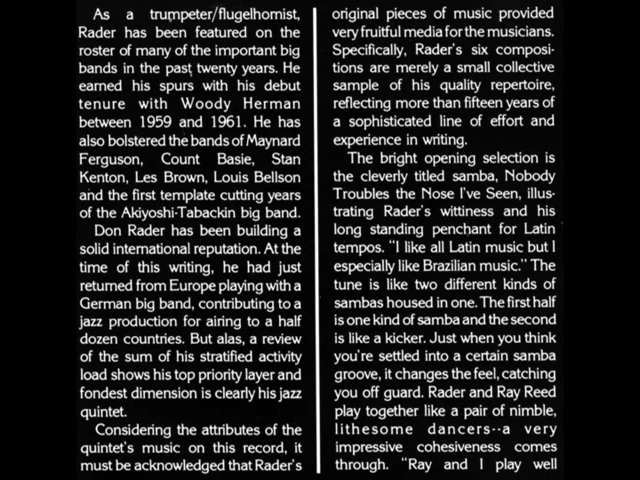 As a trumpeter/flugelhornist,
Rader has been featured on the
roster of many of the important big
bands in the past twenty years. He
earned his spurs with his debut
tenure with Woody Herman
between 1959 and 1961. He has
also bolstered the bands of Maynard
Ferguson, Count Basie, Stan
Kenton, Les Brown, Louis Bellson
and the first template cutting years
of the Akiyoshi-Tabackin big band.
Don Rader has been building a
solid international reputation. At the
time of this writing, he had just
returned from Europe playing with a
German big band, contributing to a
jazz production for airing to a half
dozen countries. But alas, a review
of the sum of his stratified activity
load shows his top priority layer and
fondest dimension is clearly his jazz
quintet.
Considering the attributes of the
quintet's music on this record, it
must be acknowledged that Rader's
original pieces of music provided
very fruitful media for the musicians.
Specifically, Rader's six composi-
tions are merely a small collective
sample of his quality repertoire,
reflecting more than fifteen years of
a sophisticated line of effort and
experience in writing.
The bright opening selection is
the cleverly titled samba, Nobody
Troubles the Nose I've Seen, illus-
trating Rader's wittiness and his
long standing penchant for Latin
tempos. "I like all Latin music but I
especially like Brazilian music." The
tune is like two different kinds of
sambas housed in one. The first half
is one kind of samba and the second
is like a kicker. Just when you think
you're settled into a certain samba
groove, it changes the feel, catching
you off guard. Rader and Ray Reed
play together like a pair of nimble,
lithesome dancers--a very
impressive cohesiveness comes
through. "Ray and I play well